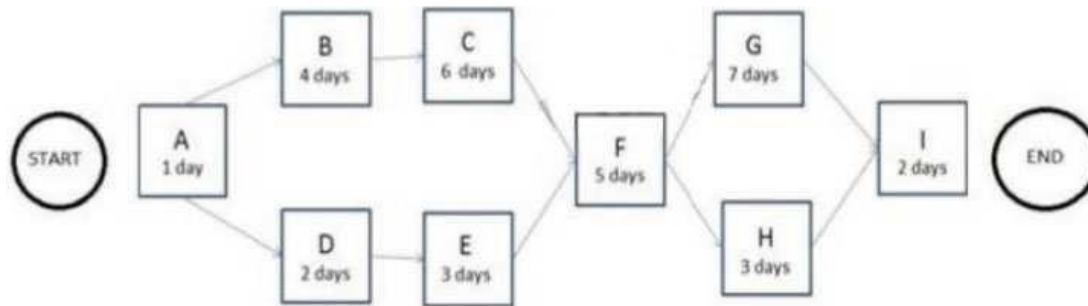 START
A
1 day
B
4 days
C
6 days
D
2 days
E
3 days
F
5 days
G
7 days
H
3 days
I
2 days
END